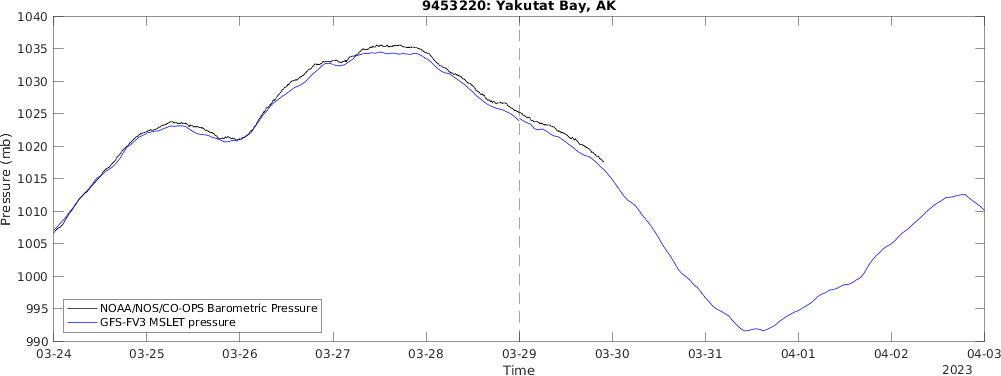 9453220: Yakutat Bay, AK
1040
1035
1030
1025
1020
1015
1010
1005
1000
995
990
Pressure (mb)
NOAA/NOS/CO-OPS Barometric Pressure
GFS-FV3 MSLET pressure
03-24 03-25 03-26 03-27 03-28 03-29 03-30 03-31 04-01 04-02 04-03
Time
2023